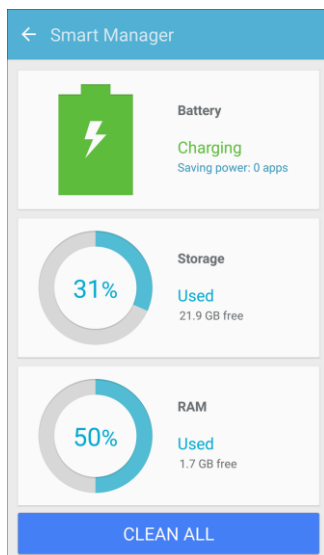 Smart Manager
Battery
Charging
Saving power: 0 apps
31%
Storage
Used
21.9 GB free
50%
RAM
Used
1.7 GB free
CLEAN ALL